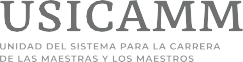 USICAMM
UNIDAD DEL SISTEMA PARA LA CARRERA
DE LAS MAESTRAS Y LOS MAESTROS